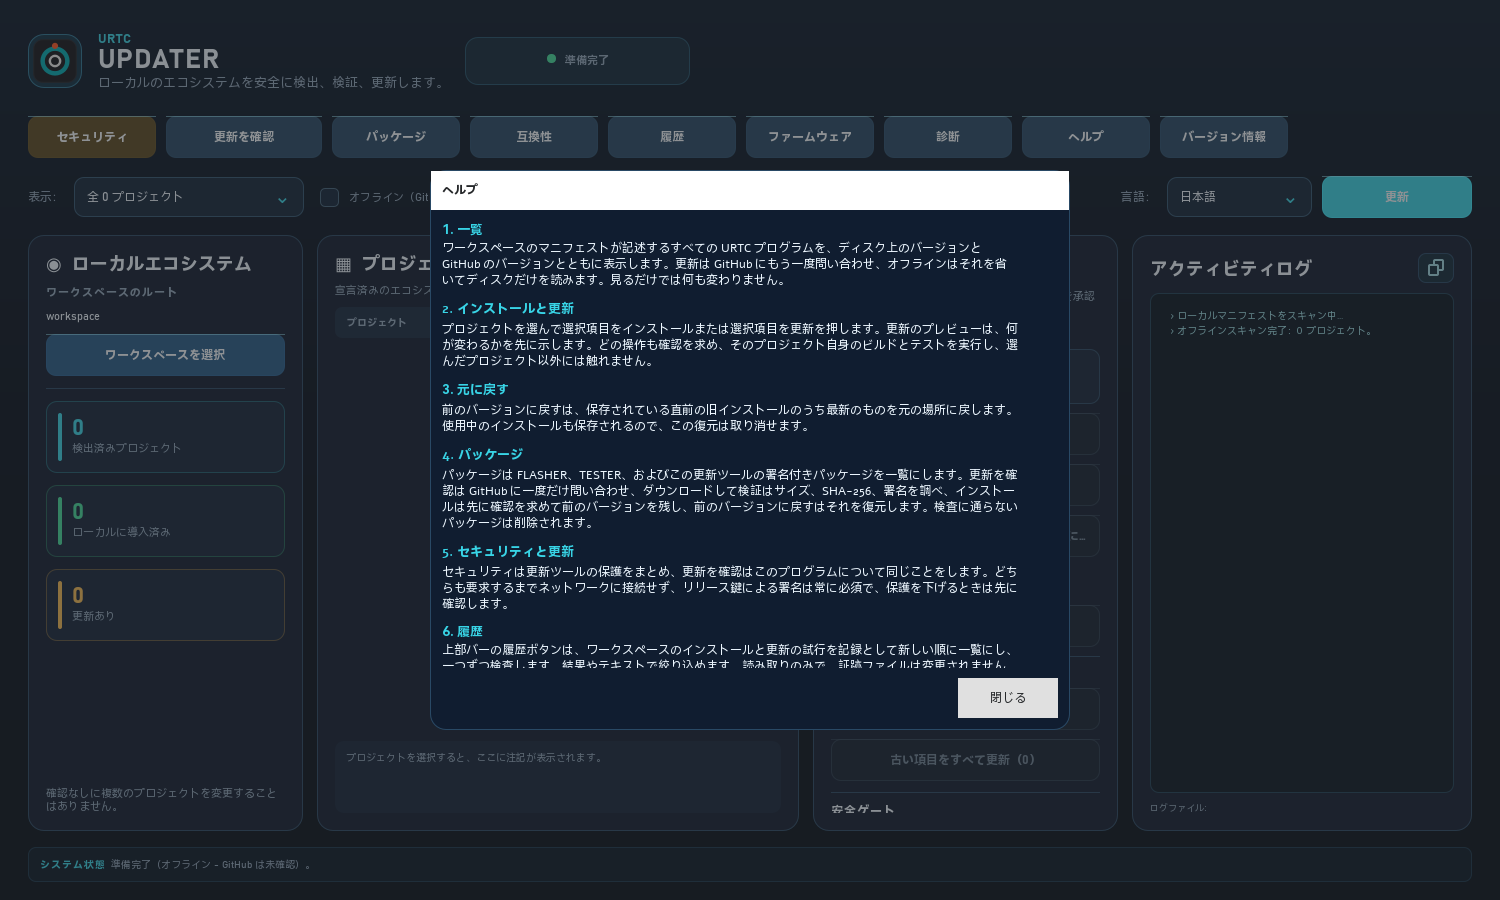 URTC
UPDATER
ローカルのエコシステムを安全に検出、検証、更新します。
準備完了
セキュリティ
更新を確認
パッケージ
互換性
履歴
ファームウェア
診断
ヘルプ
バージョン情報
表示:
全 0 プロジェクト
オフライン（Git
言語:
日本語
更新
ローカルエコシステム
ワークスペースのルート
workspace
ワークスペースを選択
0
検出済みプロジェクト
0
ローカルに導入済み
0
更新あり
確認なしに複数のプロジェクトを変更すること
はありません。
プロジェ
宣言済みのエコシス
プロジェクト
プロジェクトを選択すると、ここに注記が表示されます。
ヘルプ
1. 一覧
ワークスペースのマニフェストが記述するすべての URTC プログラムを、ディスク上のバージョンと
GitHub のバージョンとともに表示します。更新は GitHub にもう一度問い合わせ、オフラインはそれを省
いてディスクだけを読みます。見るだけでは何も変わりません。
2. インストールと更新
プロジェクトを選んで選択項目をインストールまたは選択項目を更新を押します。更新のプレビューは、何
が変わるかを先に示します。どの操作も確認を求め、そのプロジェクト自身のビルドとテストを実行し、選
んだプロジェクト以外には触れません。
3. 元に戻す
前のバージョンに戻すは、保存されている直前の旧インストールのうち最新のものを元の場所に戻します。
使用中のインストールも保存されるので、この復元は取り消せます。
4. パッケージ
パッケージは FLASHER、TESTER、およびこの更新ツールの署名付きパッケージを一覧にします。更新を確
認は GitHub に一度だけ問い合わせ、ダウンロードして検証はサイズ、SHA-256、署名を調べ、インストー
ルは先に確認を求めて前のバージョンを残し、前のバージョンに戻すはそれを復元します。検査に通らない
パッケージは削除されます。
5. セキュリティと更新
セキュリティは更新ツールの保護をまとめ、更新を確認はこのプログラムについて同じことをします。どち
らも要求するまでネットワークに接続せず、リリース鍵による署名は常に必須で、保護を下げるときは先に
確認します。
6. 履歴
上部バーの履歴ボタンは、ワークスペースのインストールと更新の試行を記録として新しい順に一覧にし、
一つずつ検査します。結果やテキストで絞り込めます。読み取りのみで、証跡ファイルは変更されません。
閉じる
承認
に…
古い項目をすべて更新（0）
安全ゲート
アクティビティログ
› ローカルマニフェストをスキャン中…
› オフラインスキャン完了: 0 プロジェクト。
ログファイル:
システム状態 準備完了（オフライン - GitHub は未確認）。